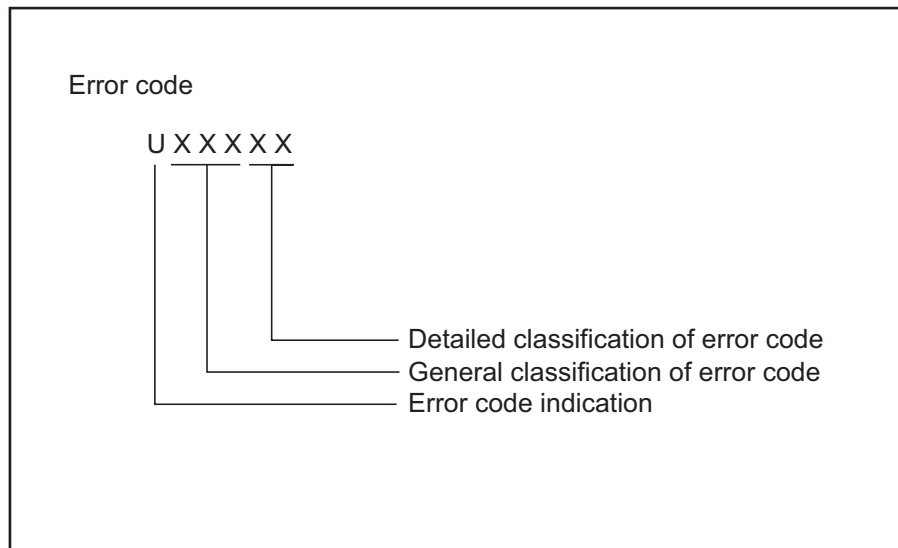 Error code
U X X X X X
Detailed classification of error code
General classification of error code
Error code indication